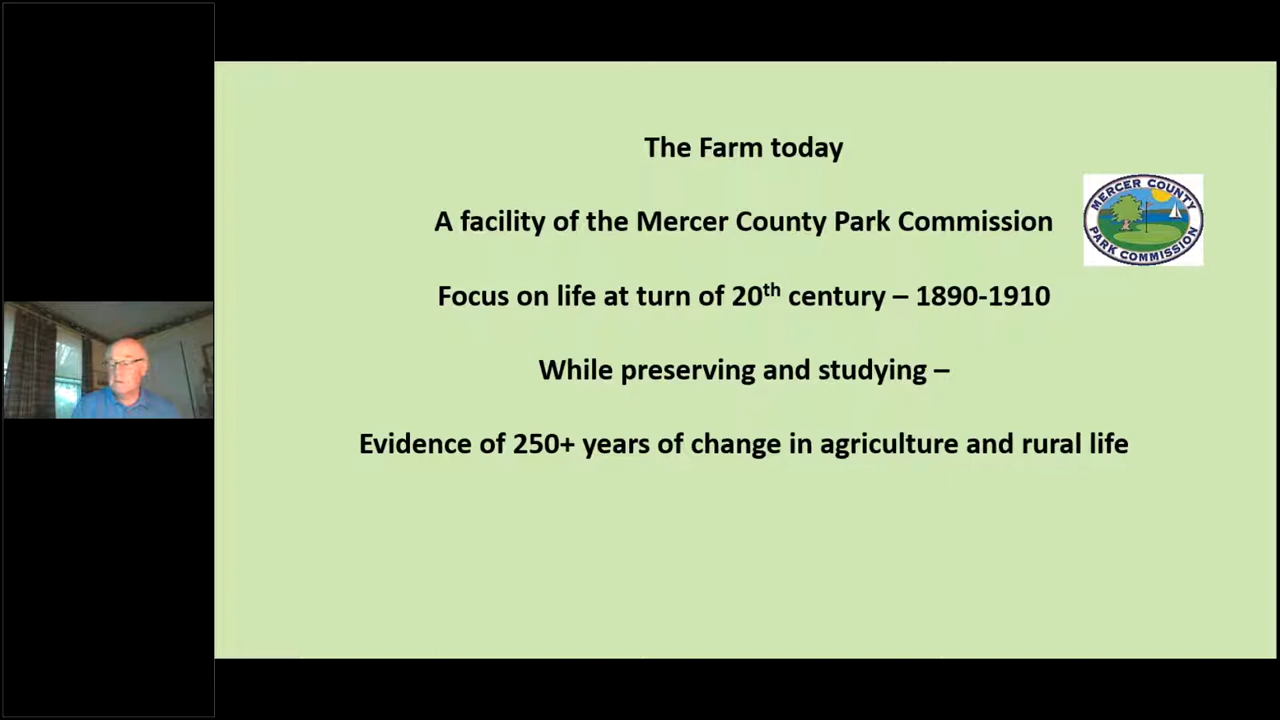 The Farm today
A facility of the Mercer County Park Commission
MERCER COUNTY
PARK COMMISSION
Focus on life at turn of 20th century – 1890-1910
While preserving and studying –
Evidence of 250+ years of change in agriculture and rural life